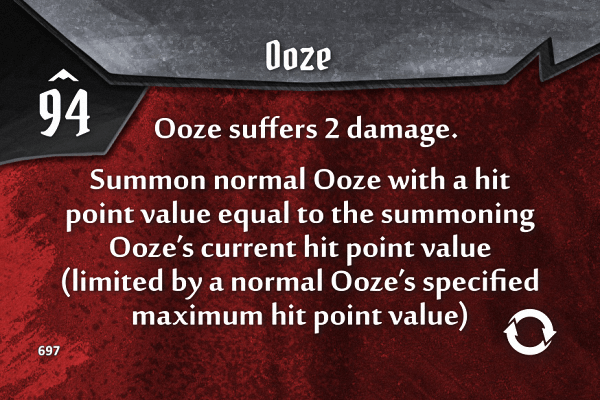 Ooze
94
Ooze suffers 2 damage.
Summon normal Ooze with a hit
point value equal to the summoning
Ooze's current hit point value
(limited by a normal Ooze's specified
maximum hit point value)
697